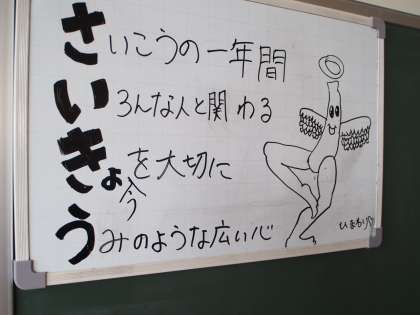 さいこうの一年間
いろんな人と関わる
きょ今を大切に
うみのような広い心